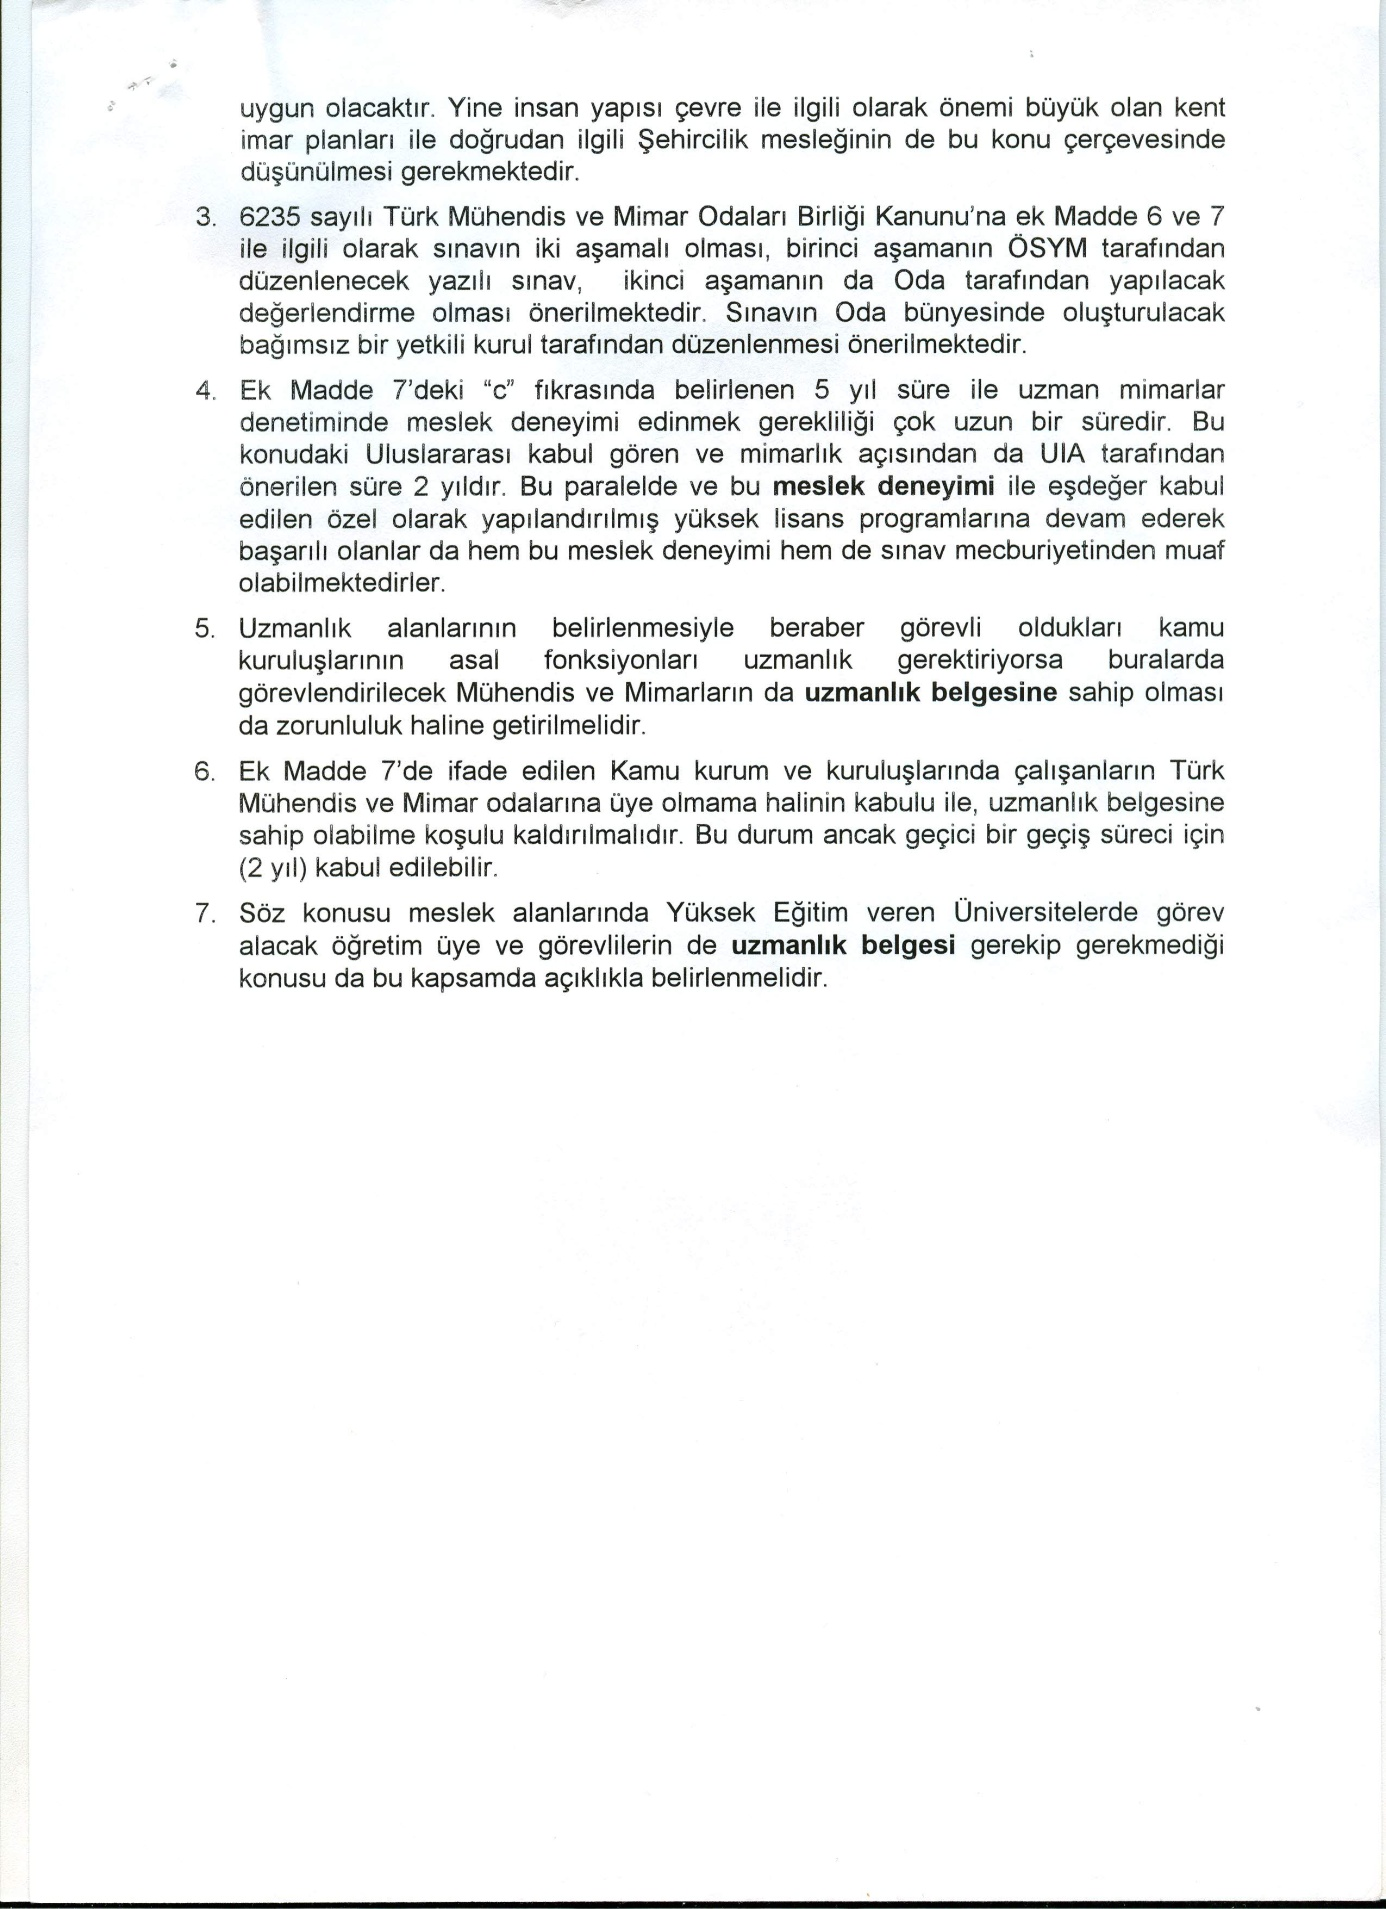 uygun olacaktır. Yine insan yapısı çevre ile ilgili olarak önemi büyük olan kent
imar planları ile doğrudan ilgili Şehircilik mesleğinin de bu konu çerçevesinde
düşünülmesi gerekmektedir.
3. 6235 sayılı Türk Mühendis ve Mimar Odaları Birliği Kanunu'na ek Madde 6 ve 7
ile ilgili olarak sınavın iki aşamalı olması, birinci aşamanın ÖSYM tarafından
düzenlenecek yazılı sınav, ikinci aşamanın da Oda tarafından yapılacak
değerlendirme olması önerilmektedir. Sınavın Oda bünyesinde oluşturulacak
bağımsız bir yetkili kurul tarafından düzenlenmesi önerilmektedir.
4. Ek Madde 7'deki “c” fıkrasında belirlenen 5 yıl süre ile uzman mimarlar
denetiminde meslek deneyimi edinmek gerekliliği çok uzun bir süredir. Bu
konudaki Uluslararası kabul gören ve mimarlık açısından da UIA tarafından
önerilen süre 2 yıldır. Bu paralelde ve bu meslek deneyimi ile eşdeğer kabul
edilen özel olarak yapılandırılmış yüksek lisans programlarına devam ederek
başarılı olanlar da hem bu meslek deneyimi hem de sınav mecburiyetinden muaf
olabilmektedirler.
5. Uzmanlık alanlarının belirlenmesiyle beraber görevli oldukları kamu
kuruluşlarının asal fonksiyonları uzmanlık gerektiriyorsa buralarda
görevlendirilecek Mühendis ve Mimarların da uzmanlık belgesine sahip olması
da zorunluluk haline getirilmelidir.
6. Ek Madde 7'de ifade edilen Kamu kurum ve kuruluşlarında çalışanların Türk
Mühendis ve Mimar odalarına üye olmama halinin kabulu ile, uzmanlık belgesine
sahip olabilme koşulu kaldırılmalıdır. Bu durum ancak geçici bir geçiş süreci için
(2 yıl) kabul edilebilir.
7. Söz konusu meslek alanlarında Yüksek Eğitim veren Üniversitelerde görev
alacak öğretim üye ve görevlilerin de uzmanlık belgesi gerekip gerekmediği
konusu da bu kapsamda açıklıkla belirlenmelidir.